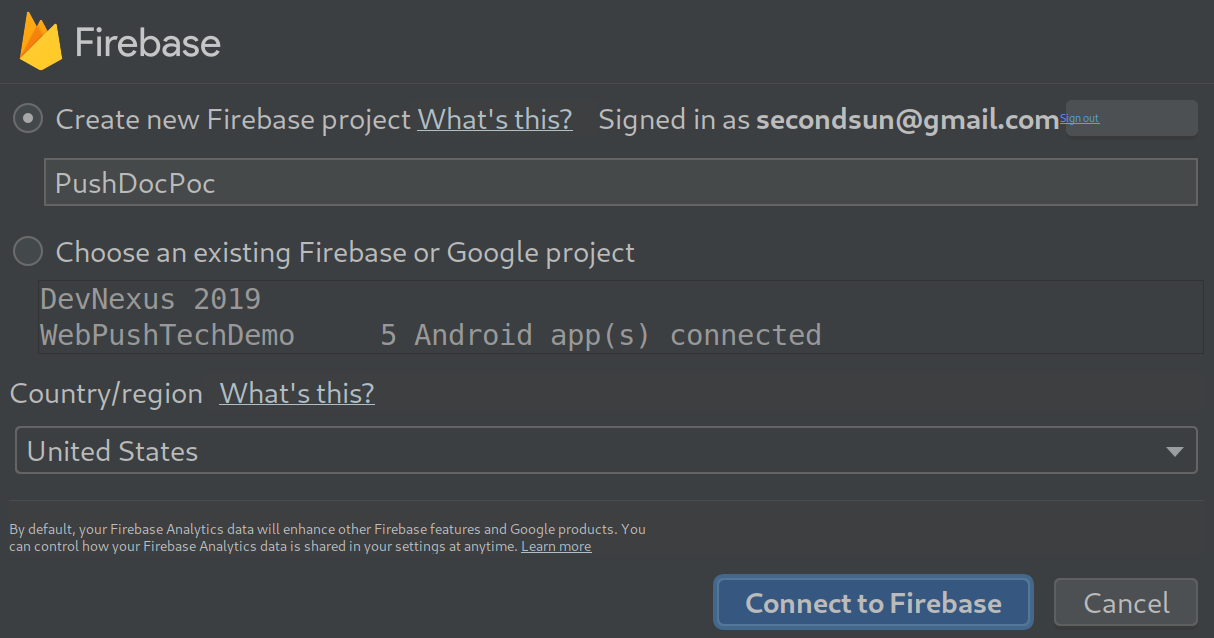 Firebase
Create new Firebase project What's this? Signed in as secondsun@gmail.com Sign out
PushDocPoc
Choose an existing Firebase or Google project
DevNexus 2019
WebPushTechDemo 5 Android app(s) connected
Country/region What's this?
United States
By default, your Firebase Analytics data will enhance other Firebase features and Google products. You
can control how your Firebase Analytics data is shared in your settings at anytime. Learn more
Connect to Firebase Cancel